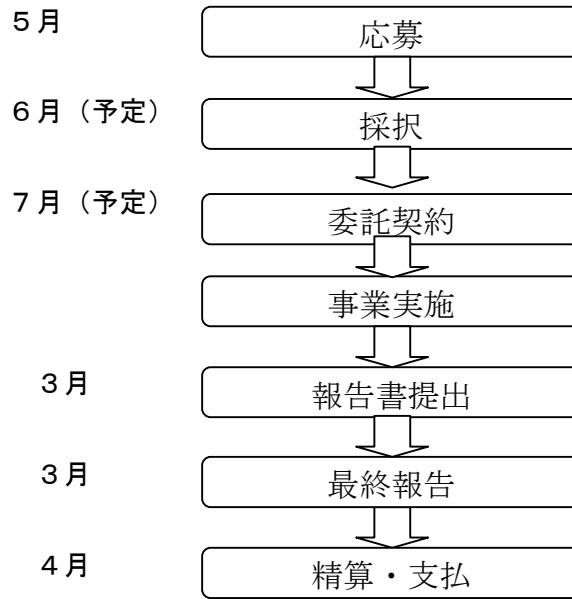 ５月
応募
６月（予定）
採択
７月（予定）
委託契約
事業実施
３月
報告書提出
３月
最終報告
４月
精算・支払